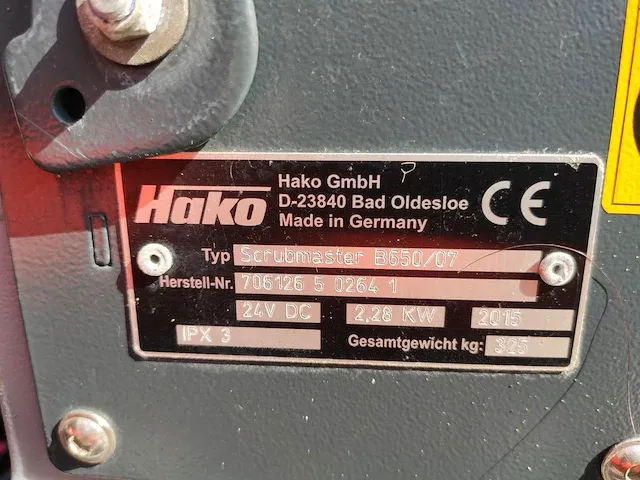 Hako
Hako GmbH
D-23840 Bad Oldesloe
Made in Germany
CE
Typ Scrubmaster B650/07
Herstell-Nr. 706126 5 0264 1
24V DC 2,28 KW 2015
IPX 3 Gesamtgewicht kg: 325